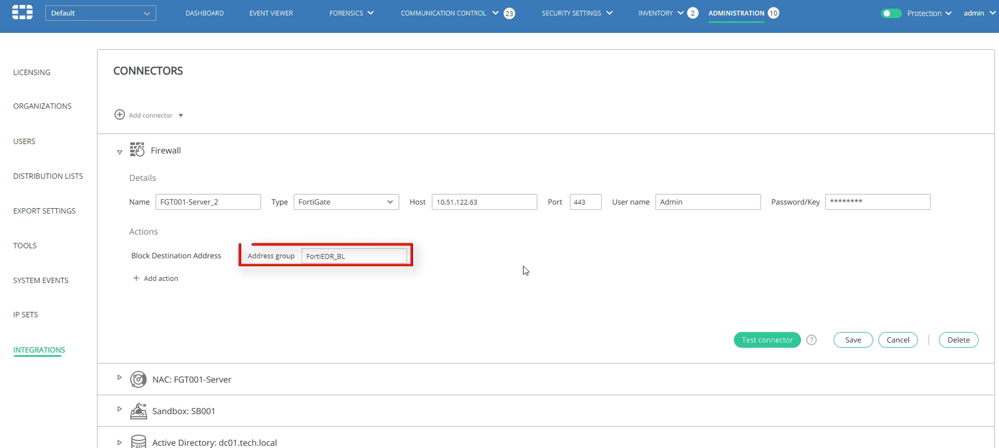 Default DASHBOARD EVENT VIEWER FORENSICS COMMUNICATION CONTROL 23 SECURITY SETTINGS INVENTORY 2 ADMINISTRATION 10 Protection admin
LICENSING
ORGANIZATIONS
USERS
DISTRIBUTION LISTS
EXPORT SETTINGS
TOOLS
SYSTEM EVENTS
IP SETS
INTEGRATIONS
CONNECTORS
Add connector
Firewall
Details
Name FGT001-Server_2 Type FortiGate Host 10.51.122.63 Port 443 User name Admin Password/Key ********
Actions
Block Destination Address Address group FortiEDR_BL
+ Add action
Test connector ? Save Cancel | Delete
NAC: FGT001-Server
Sandbox: SB001
AD Active Directory: dc01.tech.local